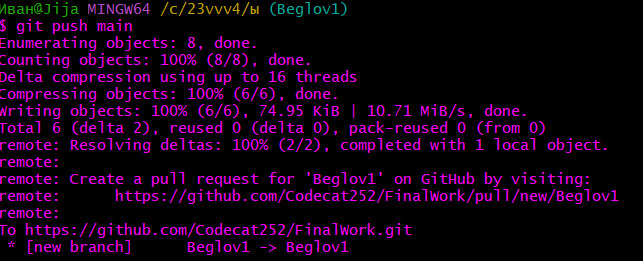 Иван@Jija MINGW64 /c/23vvv4/ы (Beglov1)
$ git push main
Enumerating objects: 8, done.
Counting objects: 100% (8/8), done.
Delta compression using up to 16 threads
Compressing objects: 100% (6/6), done.
Writing objects: 100% (6/6), 74.95 KiB | 10.71 MiB/s, done.
Total 6 (delta 2), reused 0 (delta 0), pack-reused 0 (from 0)
remote: Resolving deltas: 100% (2/2), completed with 1 local object.
remote:
remote: Create a pull request for 'Beglov1' on GitHub by visiting:
remote:      https://github.com/Codecat252/FinalWork/pull/new/Beglov1
remote:
To https://github.com/Codecat252/FinalWork.git
 * [new branch]      Beglov1 -> Beglov1